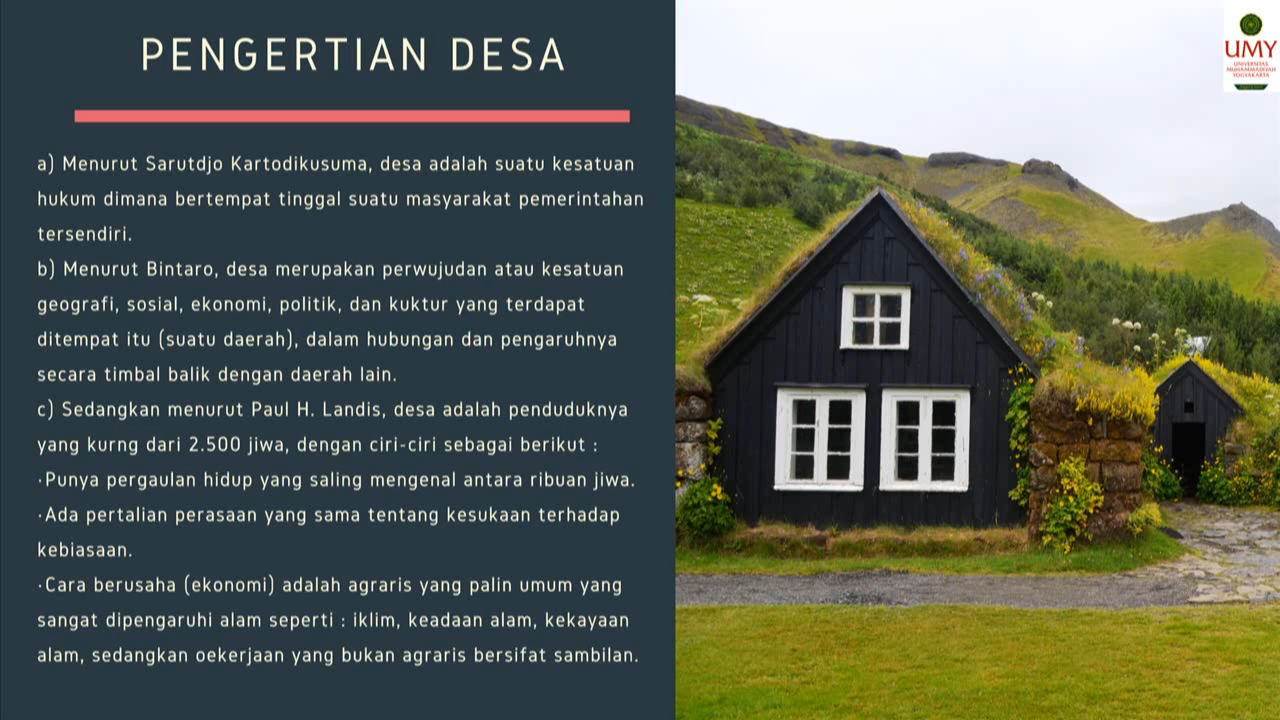 PENGERTIAN DESA
a) Menurut Sarutdjo Kartodikusuma, desa adalah suatu kesatuan
hukum dimana bertempat tinggal suatu masyarakat pemerintahan
tersendiri.
b) Menurut Bintaro, desa merupakan perwujudan atau kesatuan
geografi, sosial, ekonomi, politik, dan kuktur yang terdapat
ditempat itu (suatu daerah), dalam hubungan dan pengaruhnya
secara timbal balik dengan daerah lain.
c) Sedangkan menurut Paul H. Landis, desa adalah penduduknya
yang kurng dari 2.500 jiwa, dengan ciri-ciri sebagai berikut :
·Punya pergaulan hidup yang saling mengenal antara ribuan jiwa.
·Ada pertalian perasaan yang sama tentang kesukaan terhadap
kebiasaan.
·Cara berusaha (ekonomi) adalah agraris yang palin umum yang
sangat dipengaruhi alam seperti : iklim, keadaan alam, kekayaan
alam, sedangkan oekerjaan yang bukan agraris bersifat sambilan.
UMY
UNIVERSITAS
MUHAMMADIYAH
YOGYAKARTA